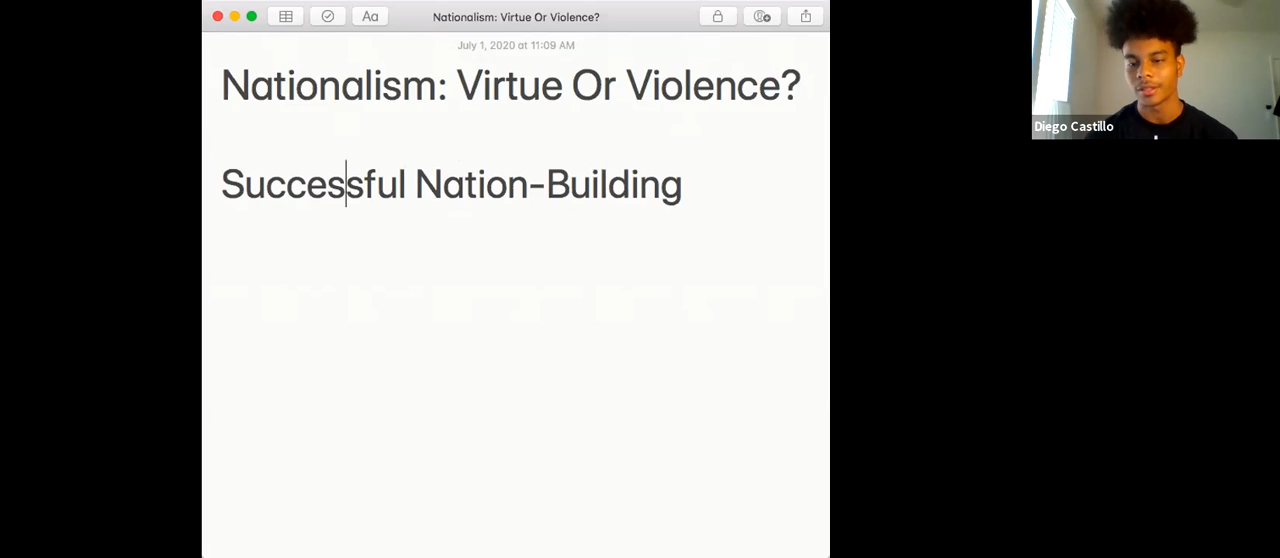 Aa
Nationalism: Virtue Or Violence?
July 1, 2020 at 11:09 AM
Nationalism: Virtue Or Violence?
Successful Nation-Building
Diego Castillo